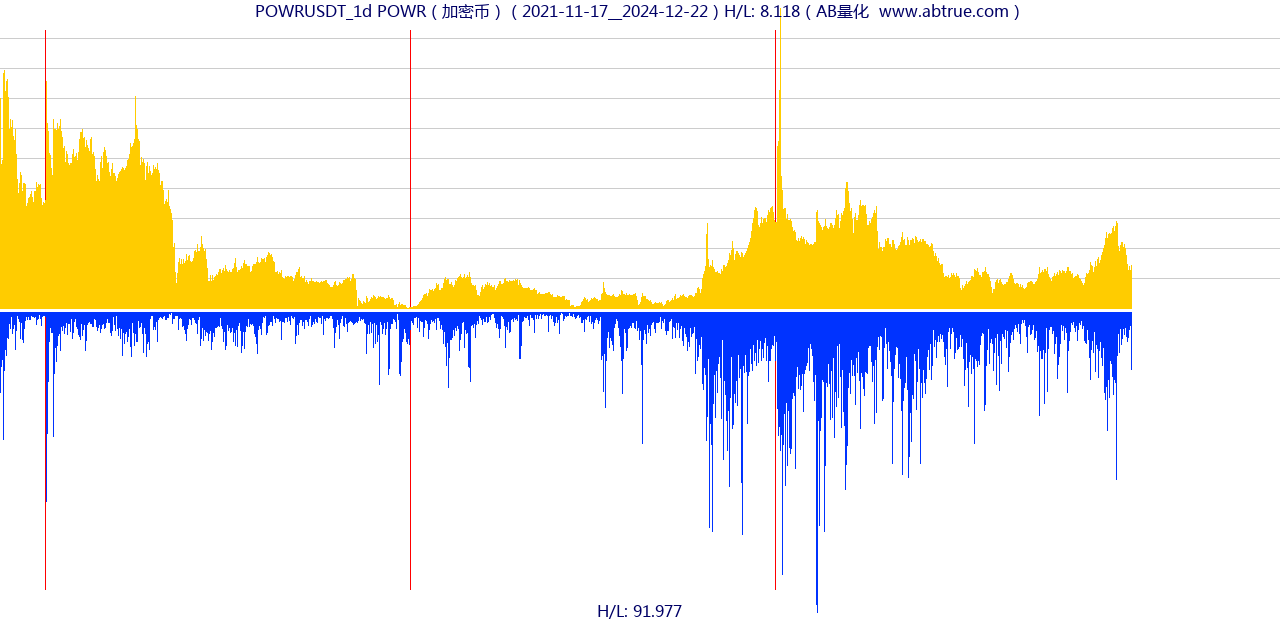 POWRUSDT_1d POWR ( 加密币 ) ( 2021-11-17__2024-12-22 ) H/L: 8.118 ( AB量化  www.abtrue.com )
H/L: 91.977